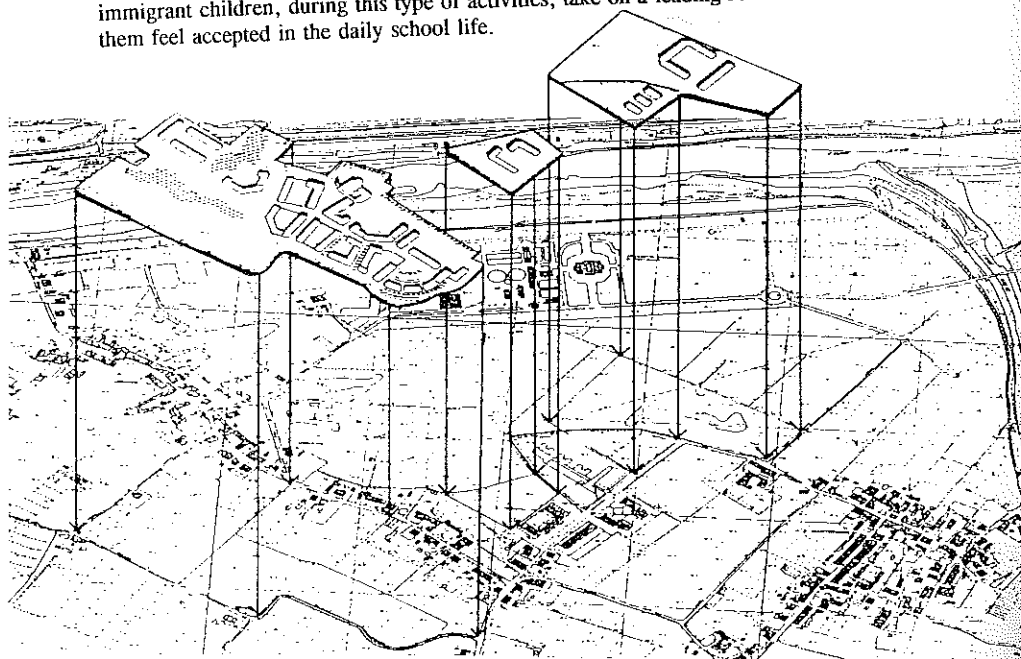 immigrant children, during this type of activities, take on a leading
them feel accepted in the daily school life.